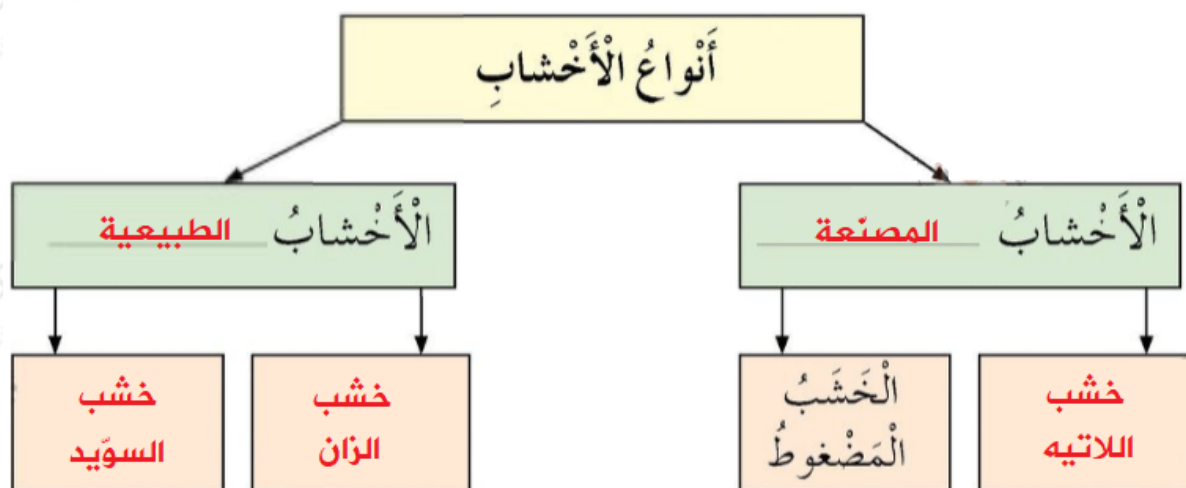 أَنْواعُ الْأَخْشابِ
الْأَخْشابُ المصنّعة
الْأَخْشابُ الطبيعية
خشب
اللاتيه
الْخَشَبُ
الْمَضْغوطُ
خشب
الزان
خشب
السوّيد